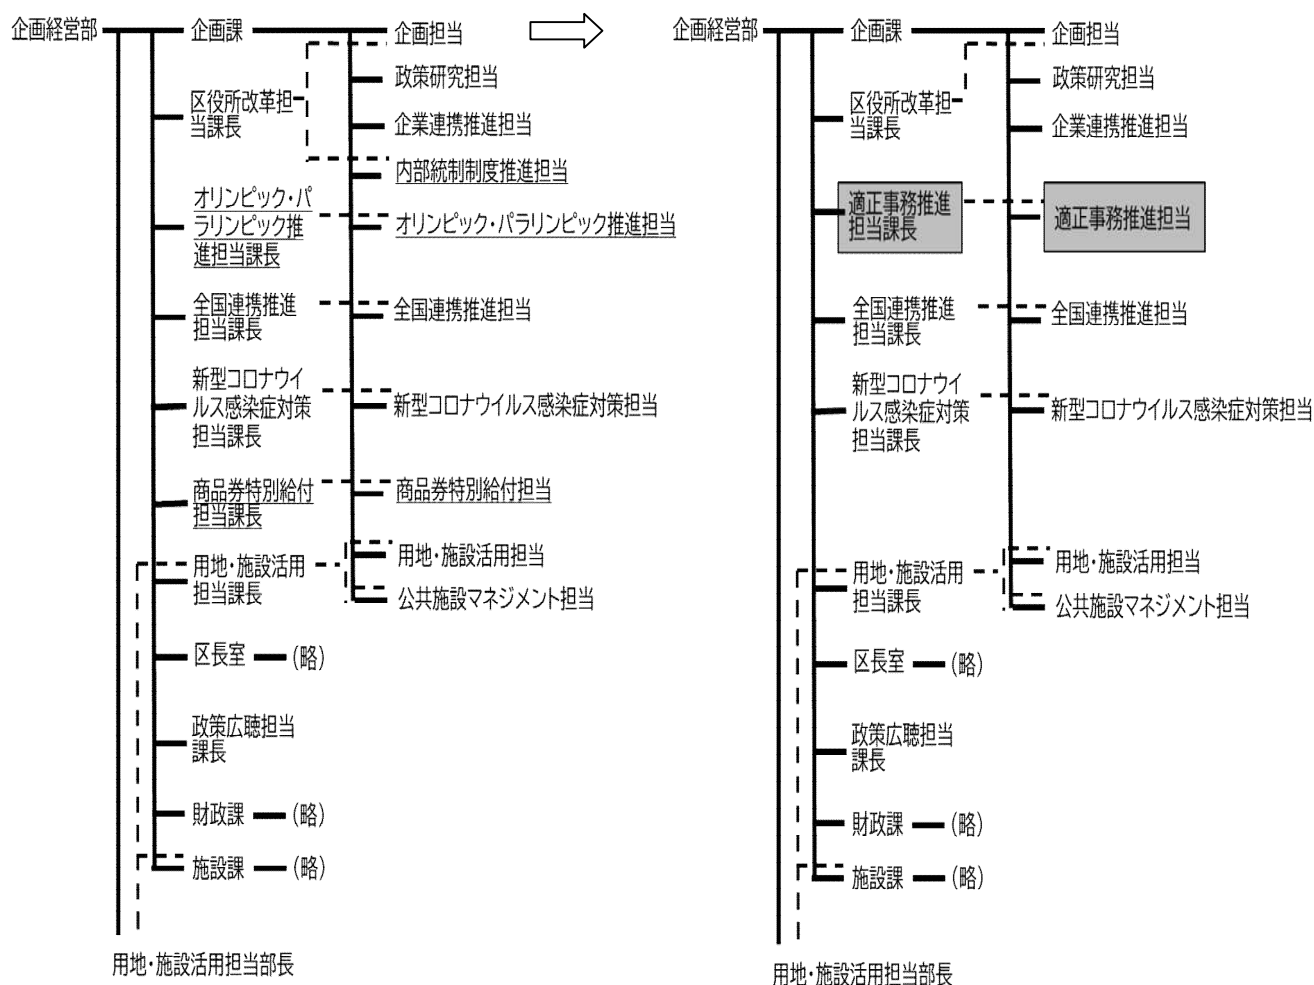 企画経営部
企画課
企画担当
政策研究担当
区役所改革担
当課長
企業連携推進担当
内部統制制度推進担当
オリンピック・パ
ラリンピック推
進担当課長
オリンピック・パラリンピック推進担当
全国連携推進
担当課長
全国連携推進担当
新型コロナウイ
ルス感染症対策
担当課長
新型コロナウイルス感染症対策担当
商品券特別給付
担当課長
商品券特別給付担当
用地・施設活用
担当課長
用地・施設活用担当
公共施設マネジメント担当
区長室
(略)
政策広聴担当
課長
財政課
(略)
施設課
(略)
用地・施設活用担当部長
企画経営部
企画課
企画担当
政策研究担当
区役所改革担
当課長
企業連携推進担当
適正事務推進
担当課長
適正事務推進担当
全国連携推進
担当課長
全国連携推進担当
新型コロナウイ
ルス感染症対策
担当課長
新型コロナウイルス感染症対策担当
用地・施設活用
担当課長
用地・施設活用担当
公共施設マネジメント担当
区長室
(略)
政策広聴担当
課長
財政課
(略)
施設課
(略)
用地・施設活用担当部長